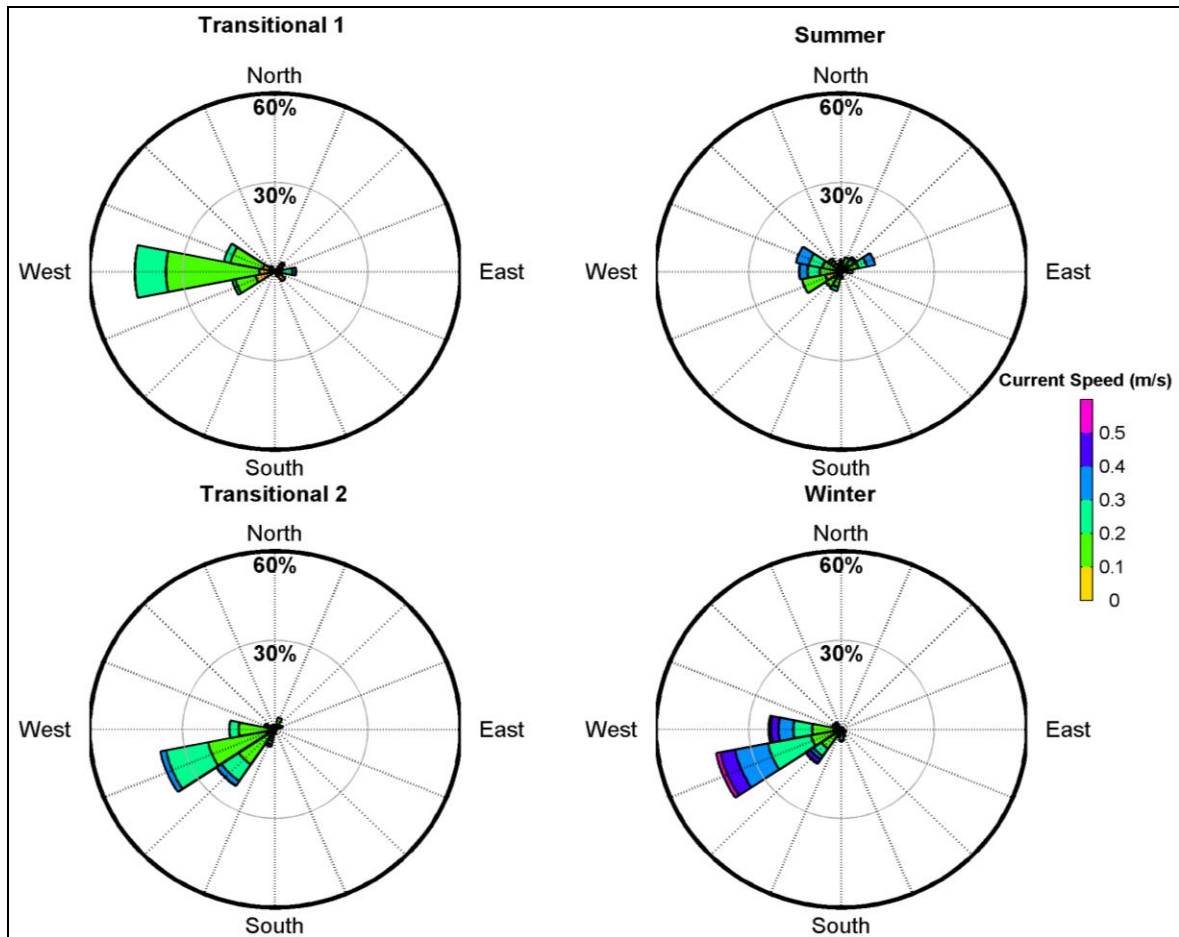 Transitional 1
North
60%
30%
West
East
South
Summer
North
60%
30%
West
East
South
Current Speed (m/s)
0.5
0.4
0.3
0.2
0.1
0
Transitional 2
North
60%
30%
West
East
South
Winter
North
60%
30%
West
East
South